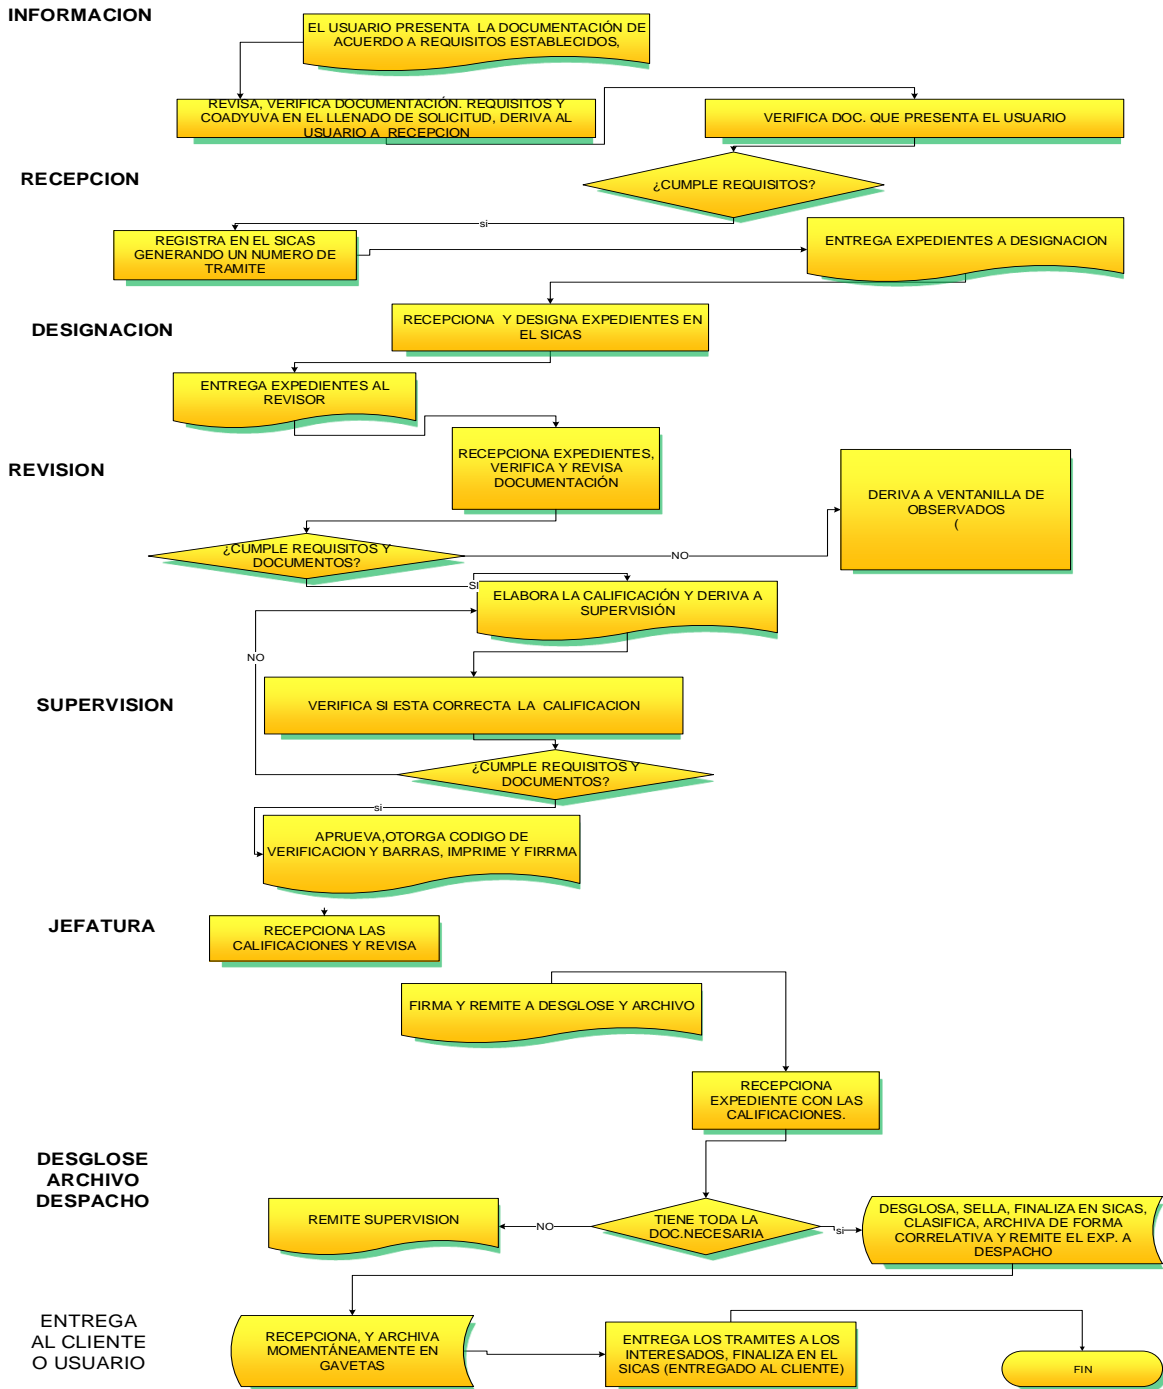 INFORMACION
EL USUARIO PRESENTA LA DOCUMENTACIÓN DE
ACUERDO A REQUISITOS ESTABLECIDOS,
REVISA, VERIFICA DOCUMENTACIÓN. REQUISITOS Y
COADYUVA EN EL LLENADO DE SOLICITUD, DERIVA AL
USUARIO A RECEPCION
VERIFICA DOC. QUE PRESENTA EL USUARIO
RECEPCION
¿CUMPLE REQUISITOS?
si
REGISTRA EN EL SICAS
GENERANDO UN NUMERO DE
TRAMITE
ENTREGA EXPEDIENTES A DESIGNACION
DESIGNACION
RECEPCIONA Y DESIGNA EXPEDIENTES EN
EL SICAS
ENTREGA EXPEDIENTES AL
REVISOR
REVISION
RECEPCIONA EXPEDIENTES,
VERIFICA Y REVISA
DOCUMENTACIÓN
DERIVA A VENTANILLA DE
OBSERVADOS
(
¿CUMPLE REQUISITOS Y
DOCUMENTOS?
NO
SI
ELABORA LA CALIFICACIÓN Y DERIVA A
SUPERVISIÓN
NO
SUPERVISION
VERIFICA SI ESTA CORRECTA LA CALIFICACION
¿CUMPLE REQUISITOS Y
DOCUMENTOS?
si
APRUEVA,OTORGA CODIGO DE
VERIFICACION Y BARRAS, IMPRIME Y FIRRMA
JEFATURA
RECEPCIONA LAS
CALIFICACIONES Y REVISA
FIRMA Y REMITE A DESGLOSE Y ARCHIVO
RECEPCIONA
EXPEDIENTE CON LAS
CALIFICACIONES.
DESGLOSE
ARCHIVO
DESPACHO
REMITE SUPERVISION
NO
TIENE TODA LA
DOC.NECESARIA
si
DESGLOSA, SELLA, FINALIZA EN SICAS,
CLASIFICA, ARCHIVA DE FORMA
CORRELATIVA Y REMITE EL EXP. A
DESPACHO
ENTREGA
AL CLIENTE
O USUARIO
RECEPCIONA, Y ARCHIVA
MOMENTÁNEAMENTE EN
GAVETAS
ENTREGA LOS TRAMITES A LOS
INTERESADOS, FINALIZA EN EL
SICAS (ENTREGADO AL CLIENTE)
FIN